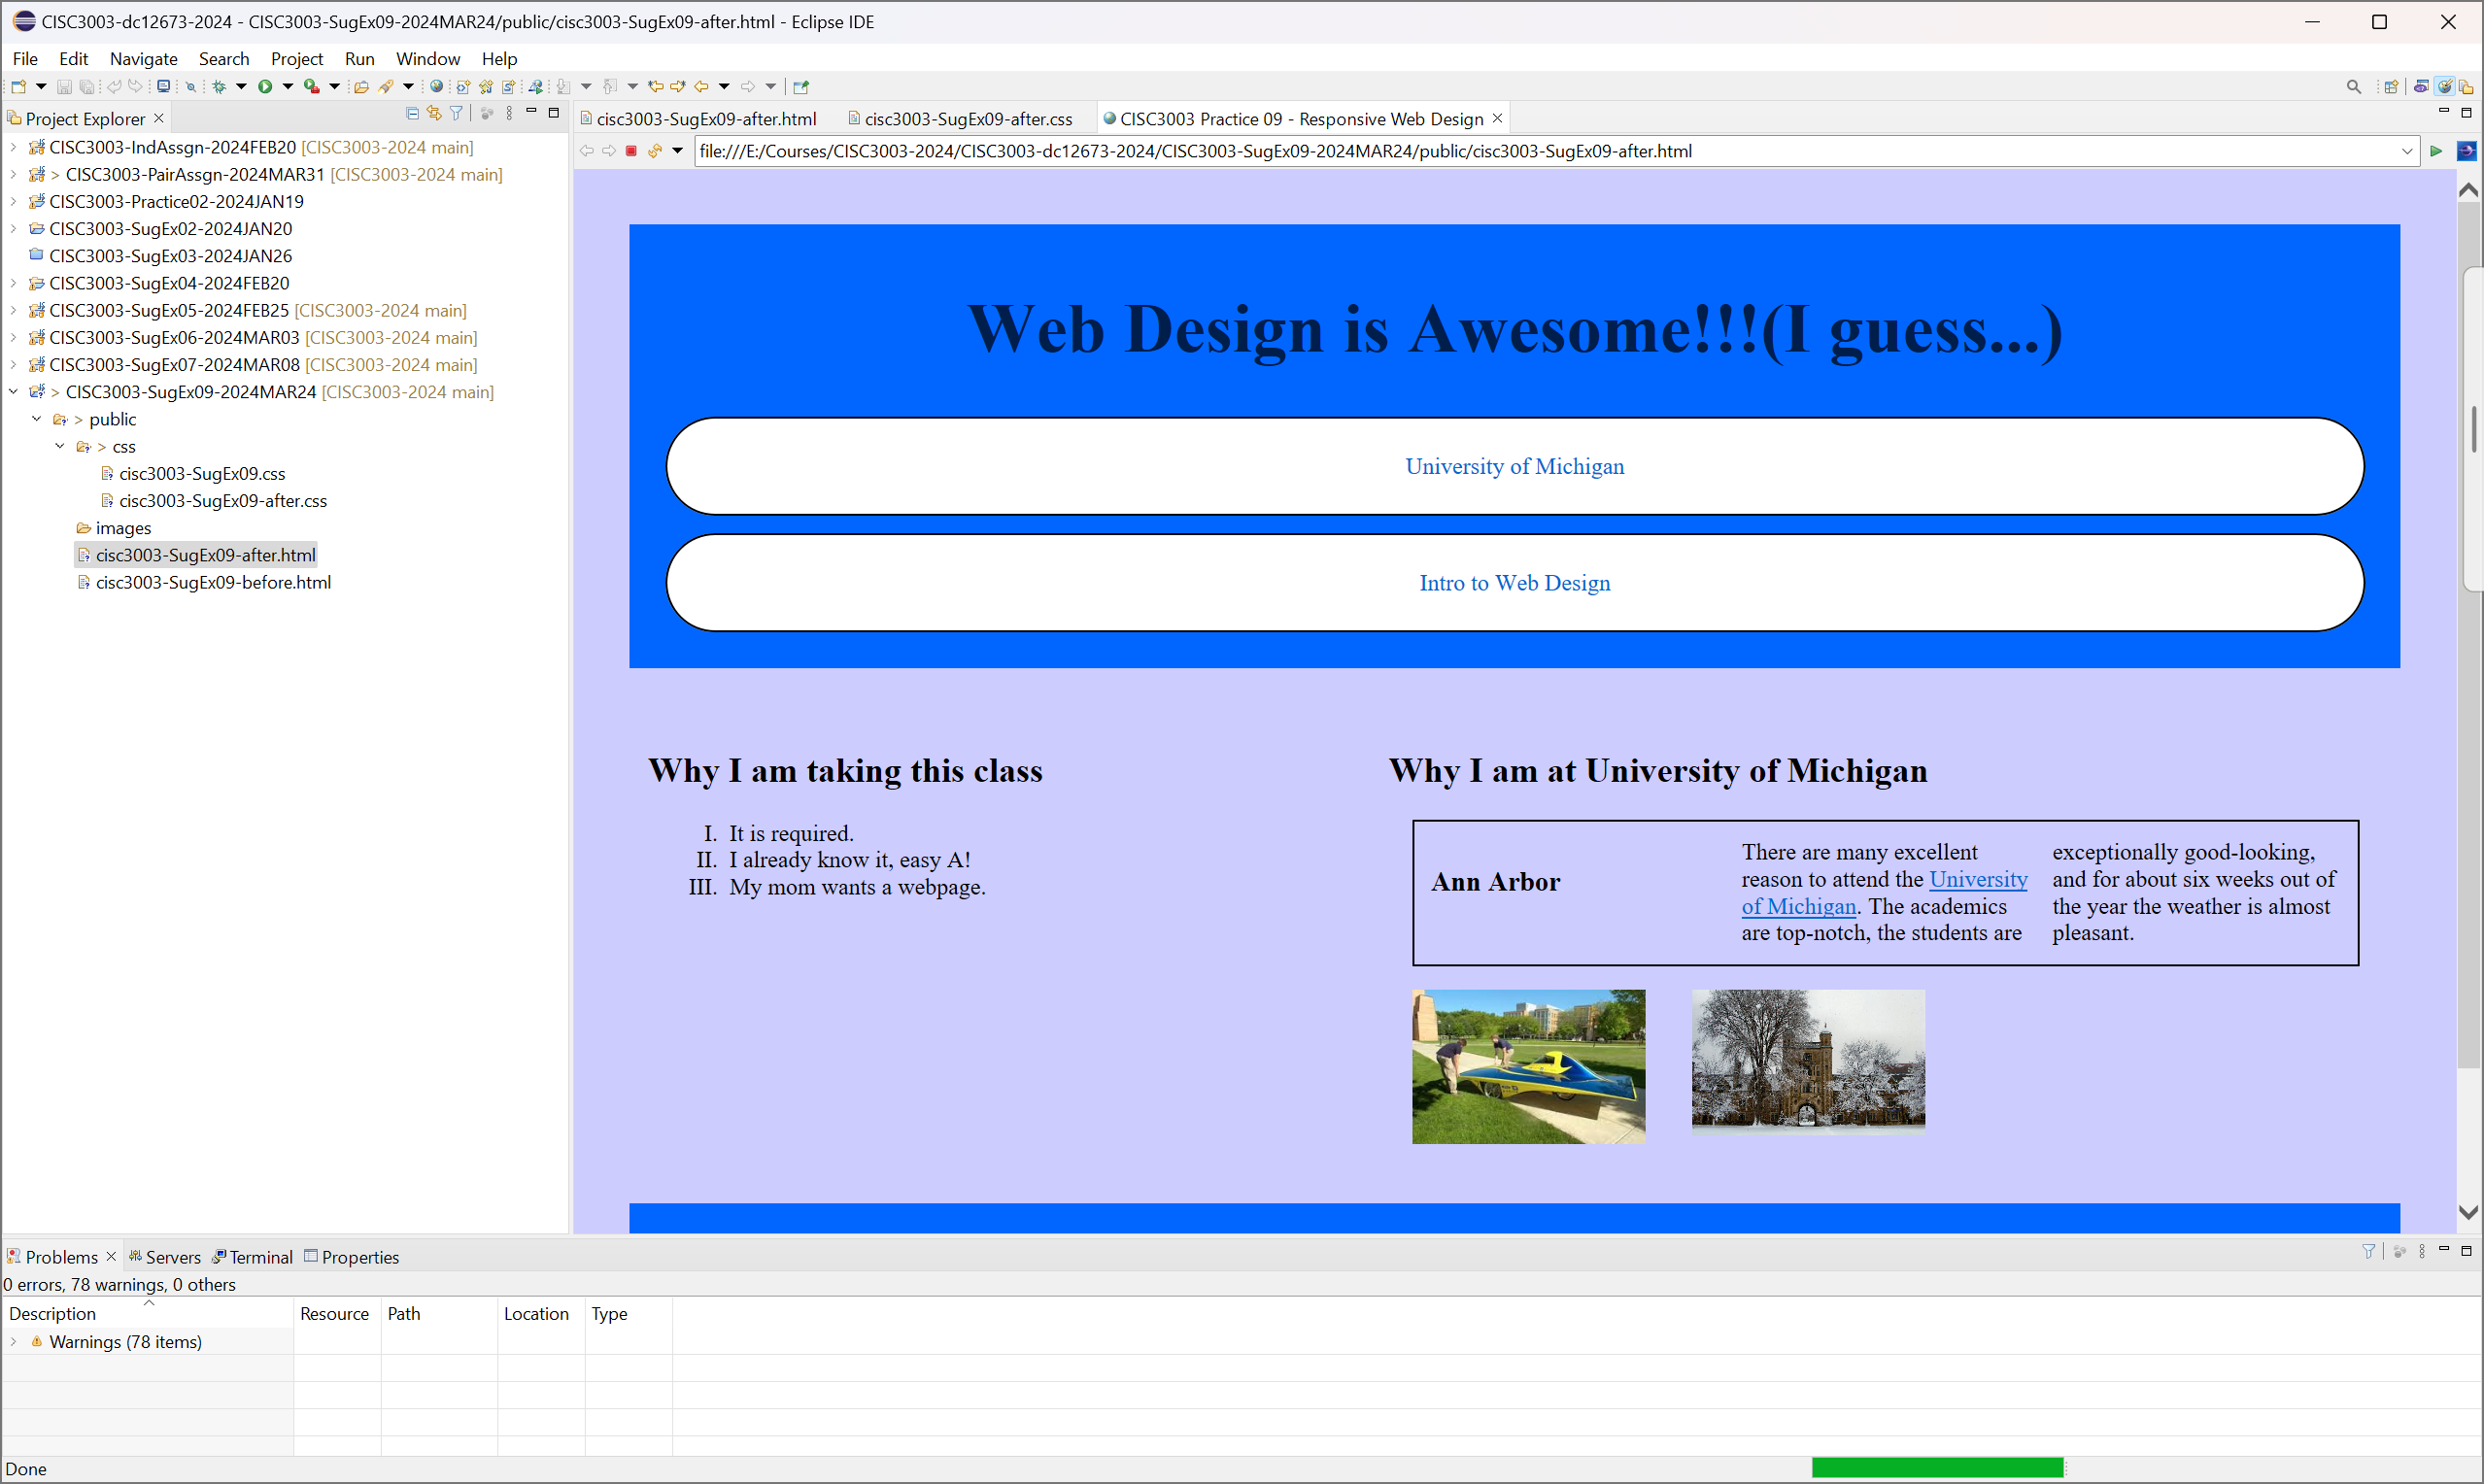 CISC3003-dc12673-2024 - CISC3003-SugEx09-2024MAR24/public/cisc3003-SugEx09-after.html - Eclipse IDE
File Edit Navigate Search Project Run Window Help
Project Explorer
CISC3003-IndAssgn-2024FEB20 [CISC3003-2024 main]
> CISC3003-PairAssgn-2024MAR31 [CISC3003-2024 main]
CISC3003-Practice02-2024JAN19
CISC3003-SugEx02-2024JAN20
CISC3003-SugEx03-2024JAN26
CISC3003-SugEx04-2024FEB20
CISC3003-SugEx05-2024FEB25 [CISC3003-2024 main]
CISC3003-SugEx06-2024MAR03 [CISC3003-2024 main]
CISC3003-SugEx07-2024MAR08 [CISC3003-2024 main]
> CISC3003-SugEx09-2024MAR24 [CISC3003-2024 main]
> public
> css
cisc3003-SugEx09.css
cisc3003-SugEx09-after.css
images
cisc3003-SugEx09-after.html
cisc3003-SugEx09-before.html
cisc3003-SugEx09-after.html cisc3003-SugEx09-after.css CISC3003 Practice 09 - Responsive Web Design
file:///E:/Courses/CISC3003-2024/CISC3003-dc12673-2024/CISC3003-SugEx09-2024MAR24/public/cisc3003-SugEx09-after.html
Web Design is Awesome!!!(I guess...)
University of Michigan
Intro to Web Design
Why I am taking this class
I. It is required.
II. I already know it, easy A!
III. My mom wants a webpage.
Why I am at University of Michigan
Ann Arbor
There are many excellent
reason to attend the University
of Michigan. The academics
are top-notch, the students are
exceptionally good-looking,
and for about six weeks out of
the year the weather is almost
pleasant.
Problems Servers Terminal Properties
0 errors, 78 warnings, 0 others
Description Resource Path Location Type
Warnings (78 items)
Done